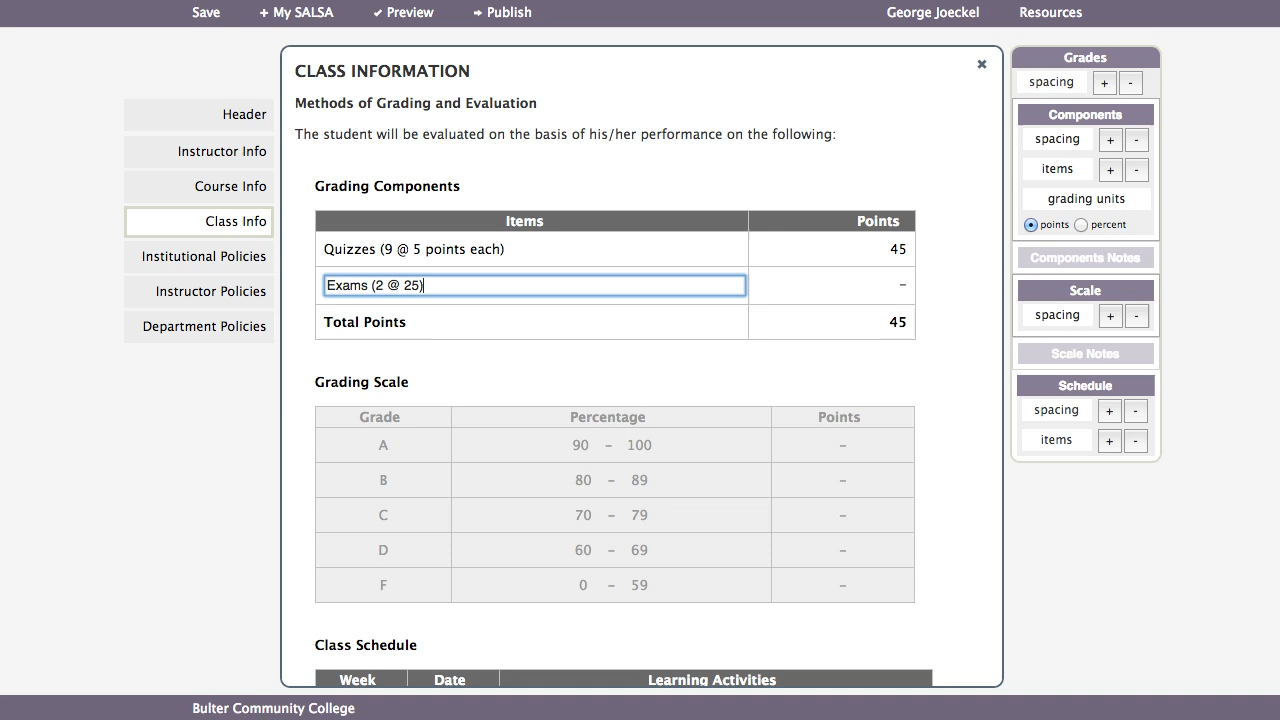 Save + My SALSA ✔ Preview ➡ Publish George Joeckel Resources
Header
Instructor Info
Course Info
Class Info
Institutional Policies
Instructor Policies
Department Policies
CLASS INFORMATION ✖
Methods of Grading and Evaluation
The student will be evaluated on the basis of his/her performance on the following:
Grading Components
Items Points
Quizzes (9 @ 5 points each) 45
Exams (2 @ 25) –
Total Points 45
Grading Scale
Grade Percentage Points
A 90 – 100 –
B 80 – 89 –
C 70 – 79 –
D 60 – 69 –
F 0 – 59 –
Class Schedule
Week Date Learning Activities
Grades
spacing + -
Components
spacing + -
items + -
grading units
points percent
Components Notes
Scale
spacing + -
Scale Notes
Schedule
spacing + -
items + -
Bulter Community College